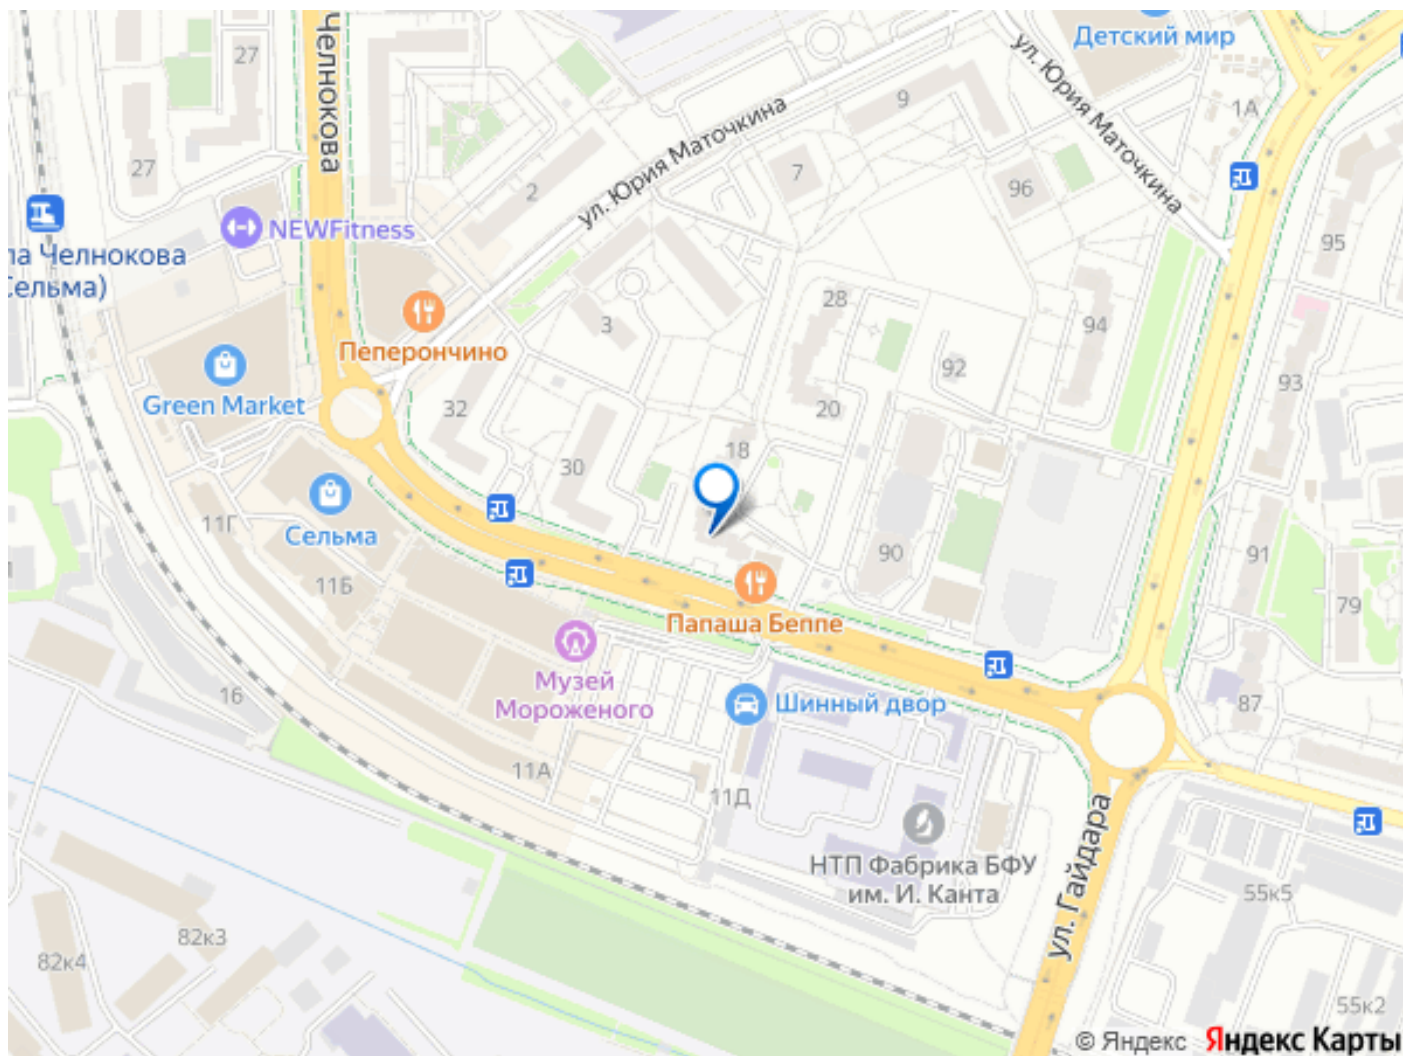 Челнокова
27
Детский мир
ул. Юрия Маточкина
9
1А
ул. Юрия Маточкина
27
7
96
2
NEWFitness
95
ла Челнокова
Сельма)
28
3
94
Пеперончино
92
93
Green Market
32
20
18
30
11Г
Сельма
90
91
11Б
79
Папаша Беппе
Музей
Мороженого
16
Шинный двор
87
11А
11Д
ул. Гайдара
НТП Фабрика БФУ
им. И. Канта
55к5
82к3
82к4
55к2
© Яндекс Яндекс Карты